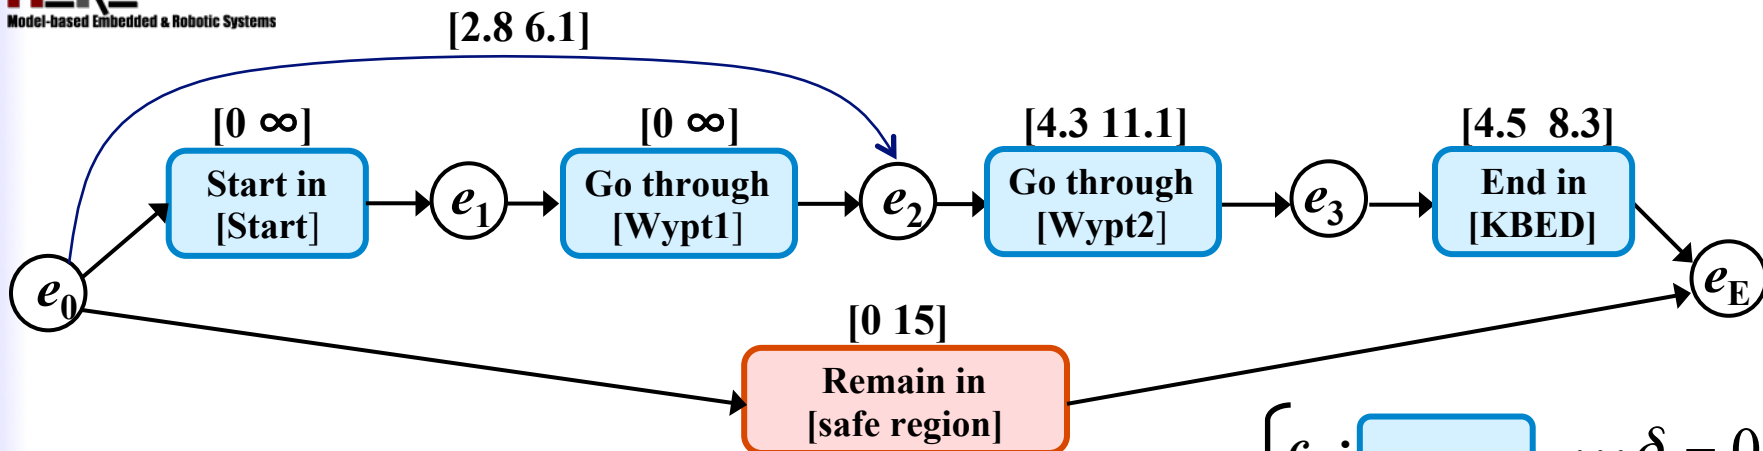 Model-based Embedded & Robotic Systems
[2.8 6.1]
[0 ∞]
[0 ∞]
[4.3 11.1]
[4.5 8.3]
Start in
[Start]
e1
Go through
[Wypt1]
e2
Go through
[Wypt2]
e3
End in
[KBED]
e0
eE
[0 15]
Remain in
[safe region]
δ = 0